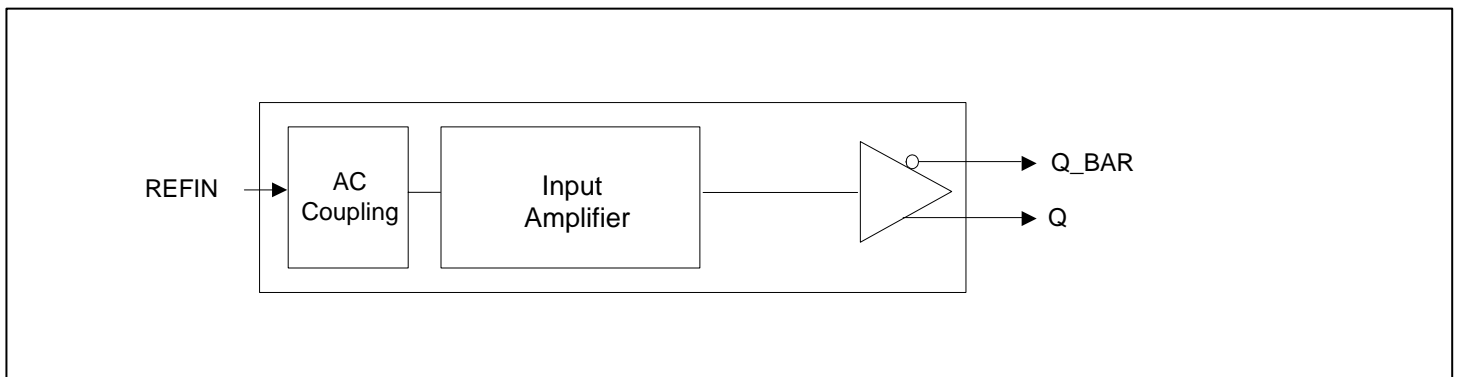 REFIN
AC
Coupling
Input
Amplifier
Q_BAR
Q